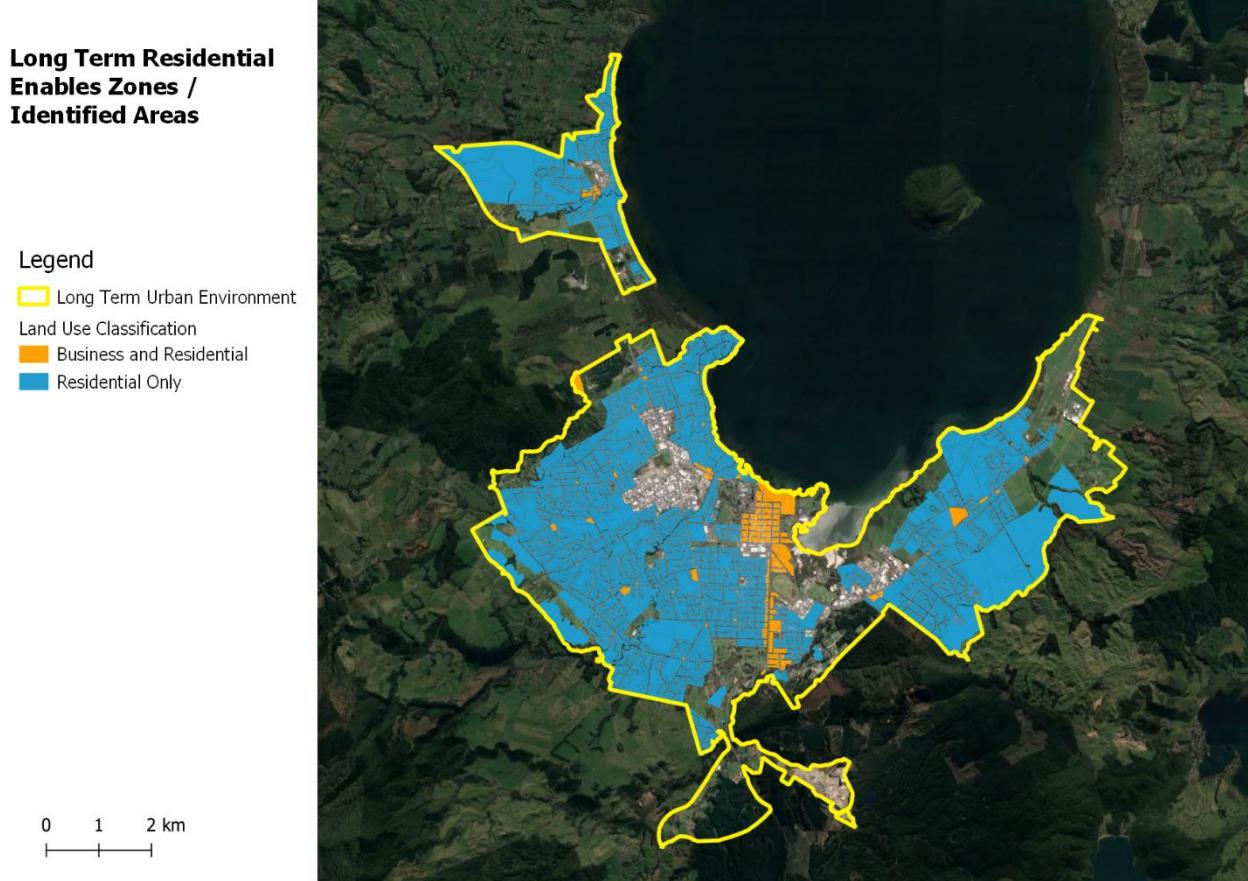 Long Term Residential
Enables Zones /
Identified Areas
Legend
Long Term Urban Environment
Land Use Classification
Business and Residential
Residential Only
0 1 2 km